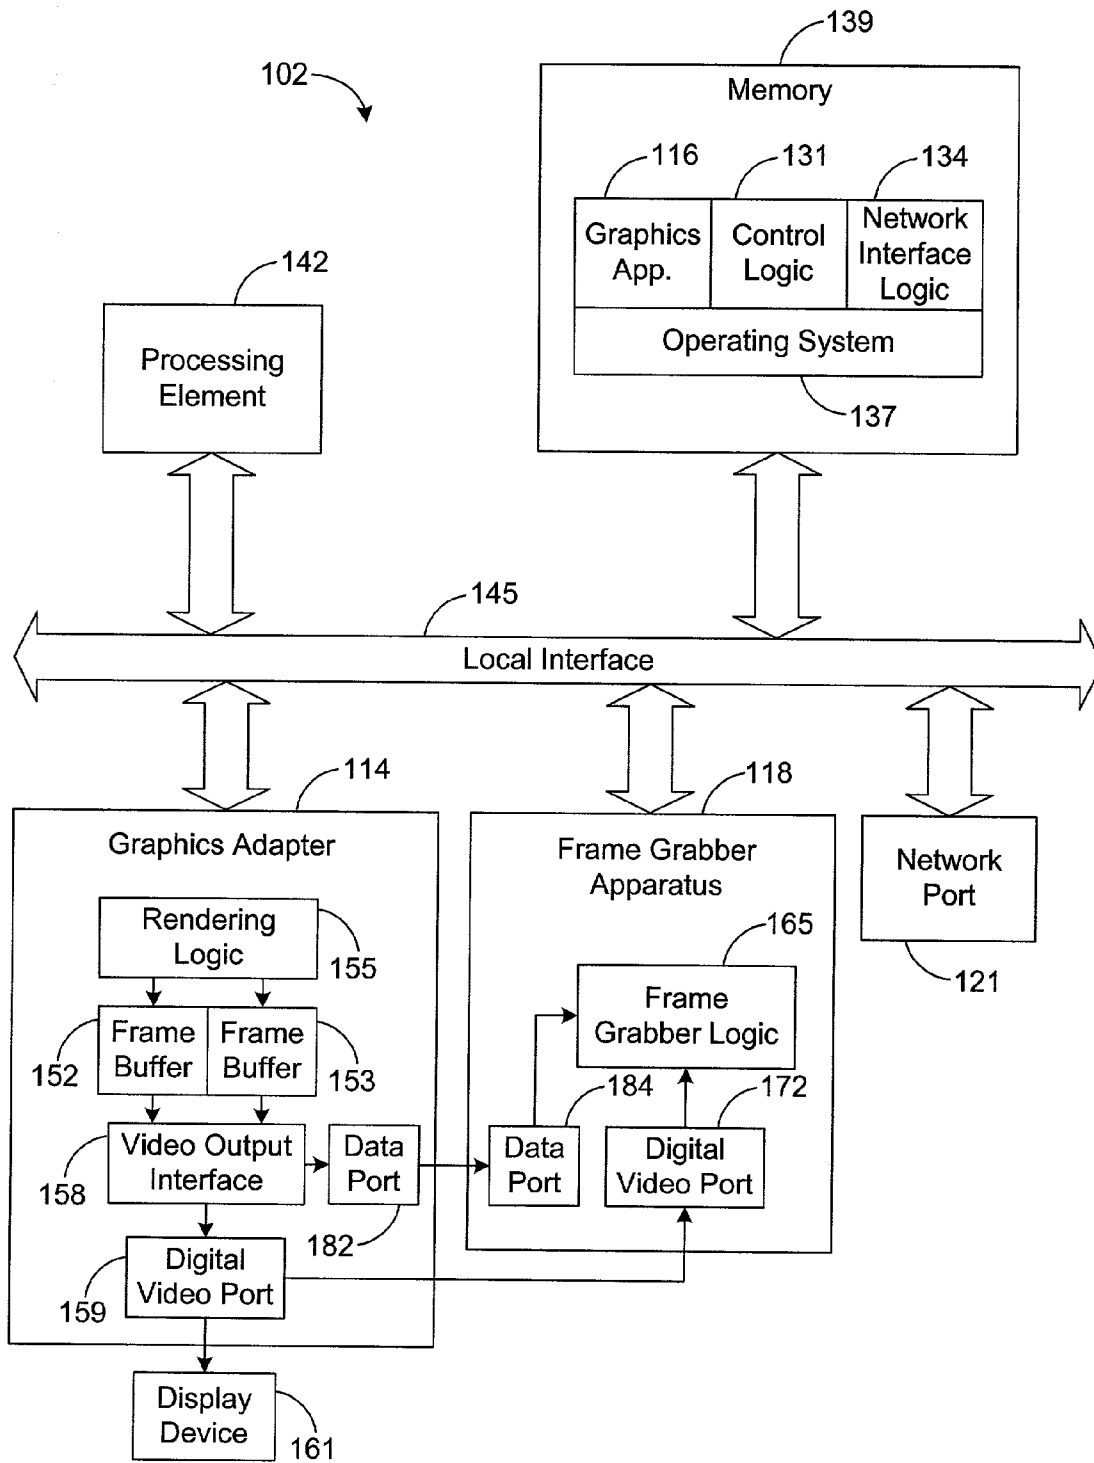 139
102
Memory
116
131
134
Graphics
App.
Control
Logic
Network
Interface
Logic
Operating System
137
142
Processing
Element
145
Local Interface
114
118
Graphics Adapter
Frame Grabber
Apparatus
Network
Port
121
Rendering
Logic
155
165
Frame
Grabber Logic
Frame
Buffer
Frame
Buffer
152
153
184
172
Video Output
Interface
158
Data
Port
182
Data
Port
Digital
Video Port
Digital
Video Port
159
Display
Device
161